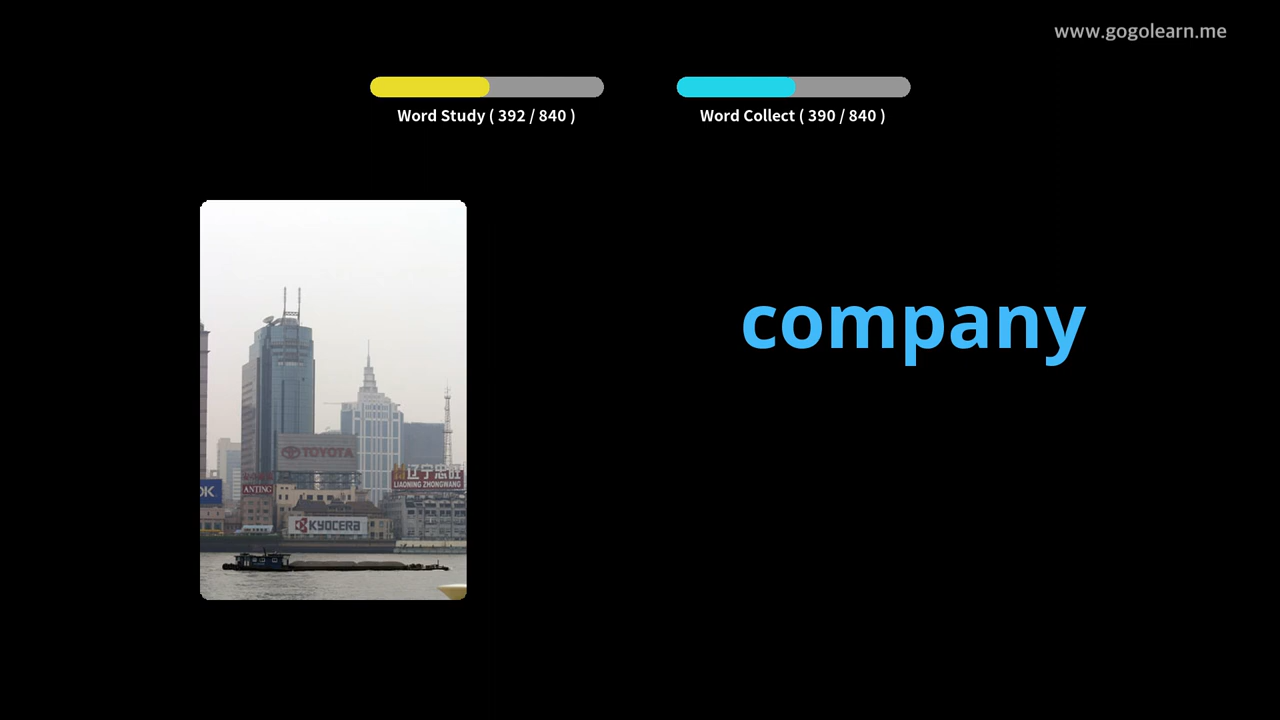 www.gogolearn.me
Word Study ( 392 / 840 )
Word Collect ( 390 / 840 )
company
TOYOTA
辽宁忠旺
LIAONING ZHONGWANG
OK
ANTING
KYOCERA